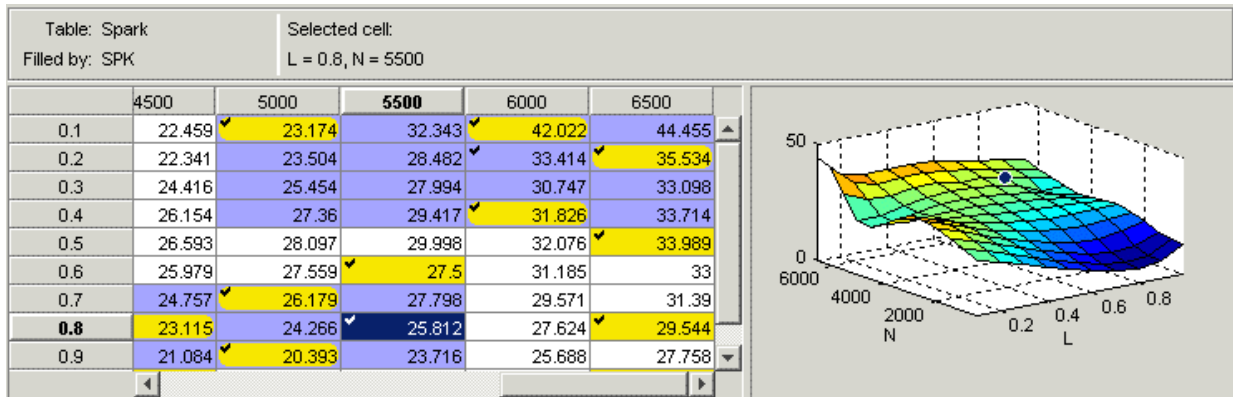 Table: Spark Selected cell:
Filled by: SPK L = 0.8, N = 5500
4500 5000 5500 6000 6500
0.1 22.459 23.174 32.343 42.022 44.455
0.2 22.341 23.504 28.482 33.414 35.534
0.3 24.416 25.454 27.994 30.747 33.098
0.4 26.154 27.36 29.417 31.826 33.714
0.5 26.593 28.097 29.998 32.076 33.989
0.6 25.979 27.559 27.5 31.185 33
0.7 24.757 26.179 27.798 29.571 31.39
0.8 23.115 24.266 25.812 27.624 29.544
0.9 21.084 20.393 23.716 25.688 27.758
50
0
6000
4000
2000
N
0.2 0.4 0.6 0.8
L